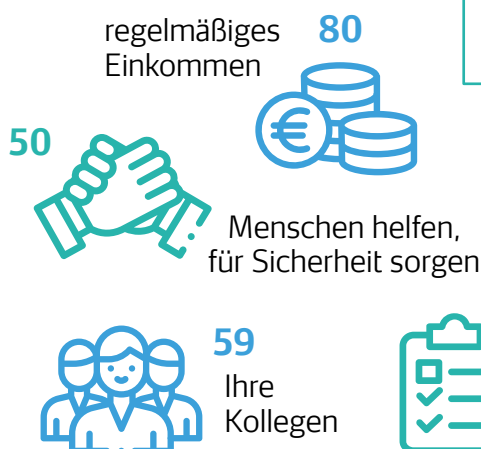 regelmäßiges 80
Einkommen
50
Menschen helfen,
für Sicherheit sorgen
59
Ihre
Kollegen